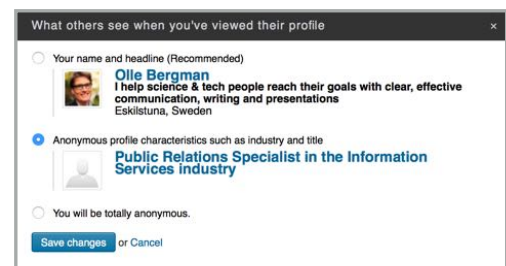 What others see when you've viewed their profile ×
Your name and headline (Recommended)
Olle Bergman
I help science & tech people reach their goals with clear, effective
communication, writing and presentations
Eskilstuna, Sweden
Anonymous profile characteristics such as industry and title
Public Relations Specialist in the Information
Services industry
You will be totally anonymous.
Save changes or Cancel